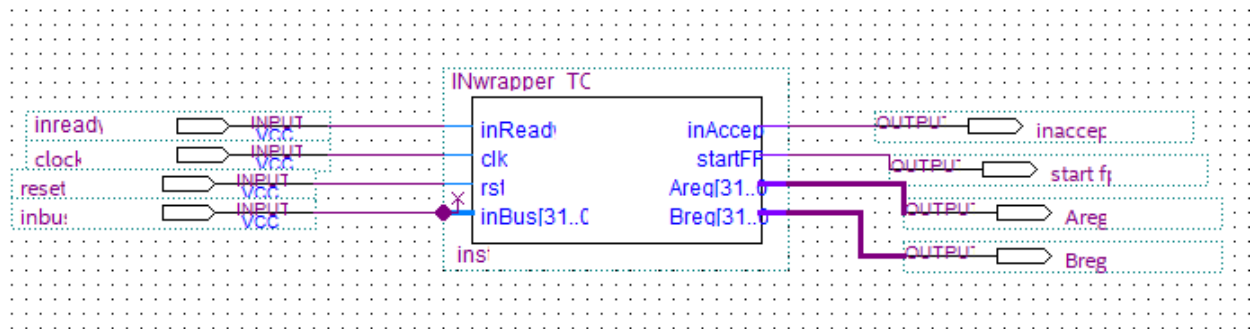 INwrapper_TO
inready INPUT VCC inReady inAccep OUTPUT inaccep
clock INPUT VCC clk startFP OUTPUT start fp
reset INPUT VCC rst Areg[31..0 OUTPUT Areg
inbus INPUT VCC inBus[31..0 Breg[31..0 OUTPUT Breg
inst